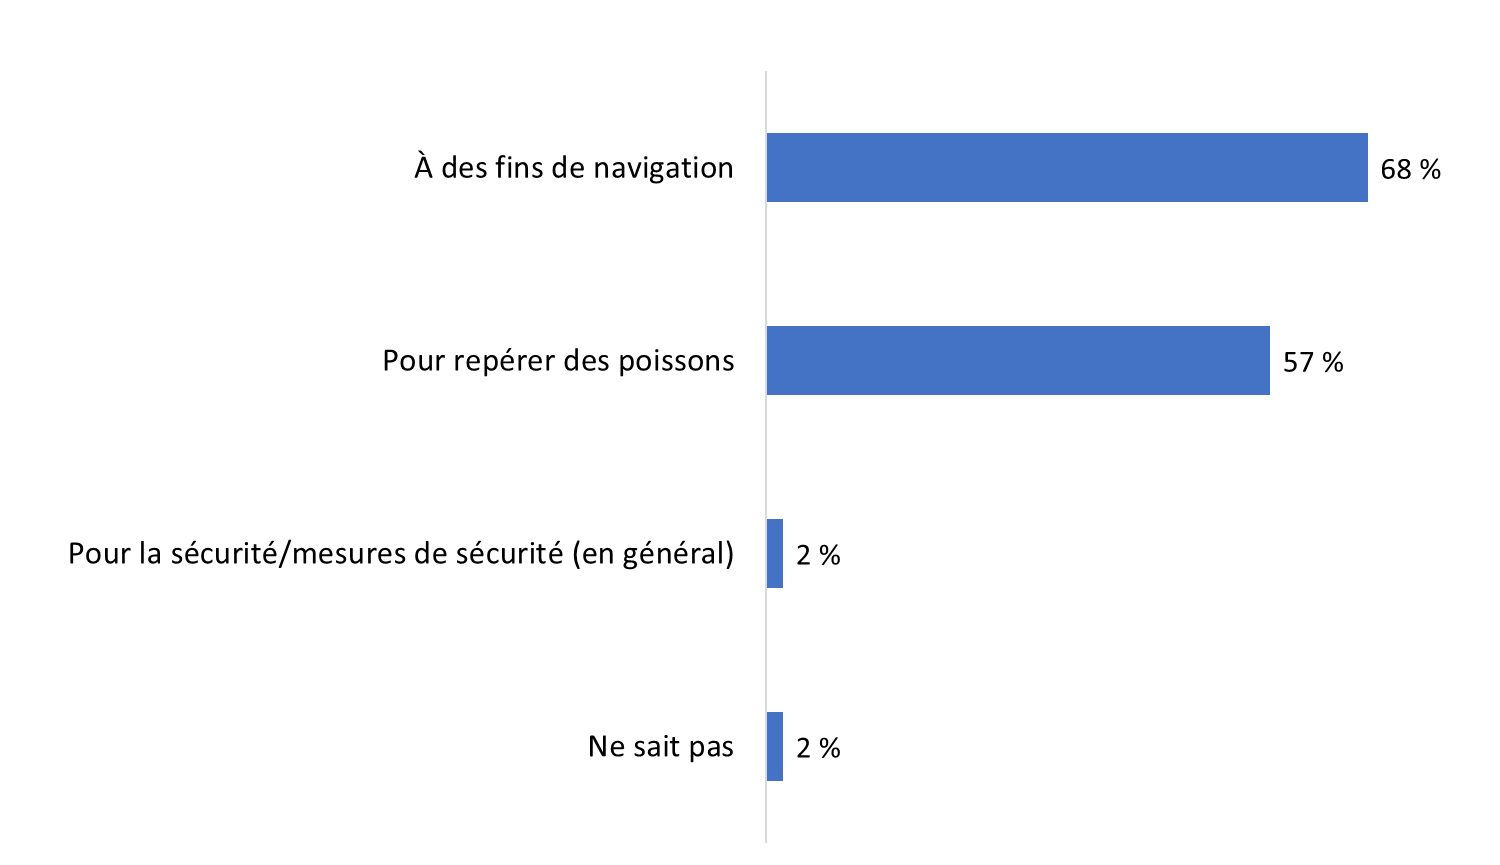 À des fins de navigation 68 %
Pour repérer des poissons 57 %
Pour la sécurité/mesures de sécurité (en général) 2 %
Ne sait pas 2 %